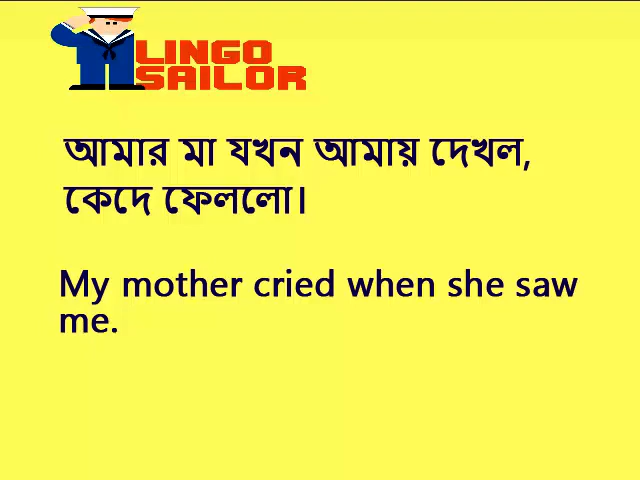 LINGO
SAILOR
আমার মা যখন আমায় দেখল,
কেদে ফেললো।
My mother cried when she saw
me.